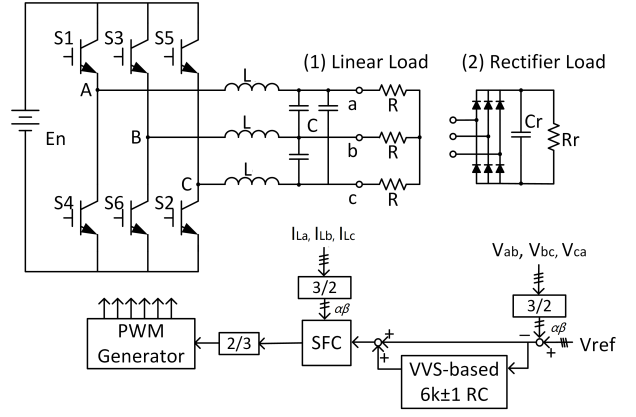 S1 S3 S5
(1) Linear Load
(2) Rectifier Load
L
A
a
R
Cr
Rr
En
B
L
C
b
R
L
C
c
R
S4 S6 S2
ILa, ILb, ILc
Vab, Vbc, Vca
3/2
3/2
αβ
αβ
PWM
Generator
2/3
SFC
+
+
−
+
Vref
VVS-based
6k±1 RC